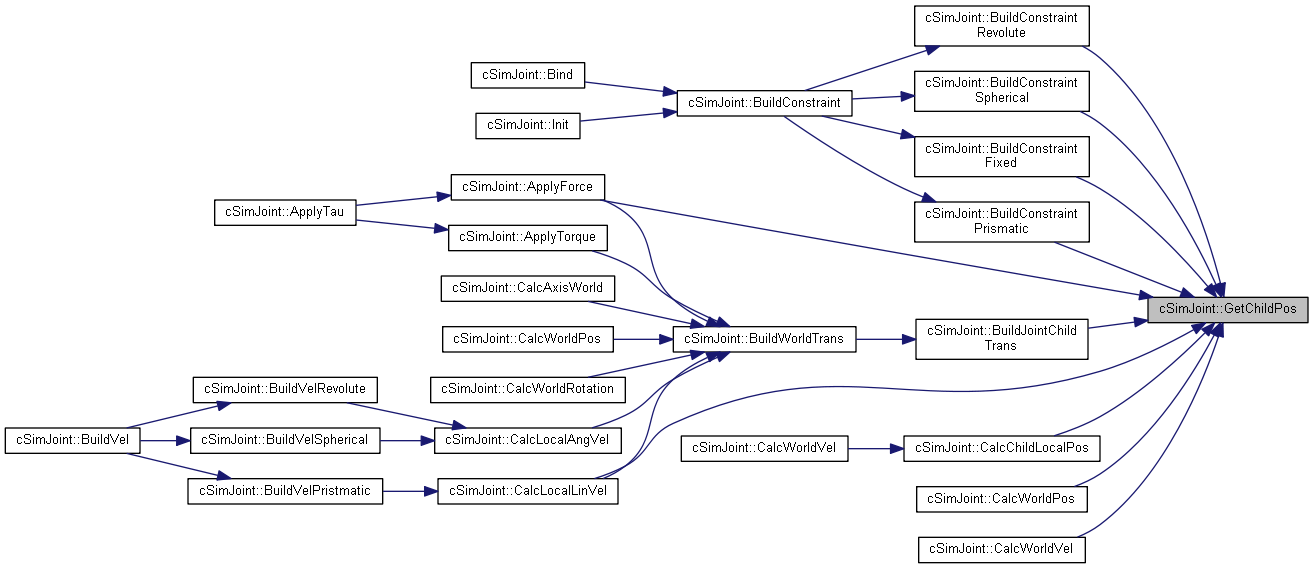 cSimJoint::BuildConstraint
Revolute
cSimJoint::Bind
cSimJoint::BuildConstraint
Spherical
cSimJoint::BuildConstraint
cSimJoint::Init
cSimJoint::BuildConstraint
Fixed
cSimJoint::ApplyForce
cSimJoint::ApplyTau
cSimJoint::BuildConstraint
Prismatic
cSimJoint::ApplyTorque
cSimJoint::CalcAxisWorld
cSimJoint::GetChildPos
cSimJoint::CalcWorldPos
cSimJoint::BuildWorldTrans
cSimJoint::BuildJointChild
Trans
cSimJoint::BuildVelRevolute
cSimJoint::CalcWorldRotation
cSimJoint::BuildVel
cSimJoint::BuildVelSpherical
cSimJoint::CalcLocalAngVel
cSimJoint::CalcWorldVel
cSimJoint::CalcChildLocalPos
cSimJoint::BuildVelPristmatic
cSimJoint::CalcLocalLinVel
cSimJoint::CalcWorldPos
cSimJoint::CalcWorldVel